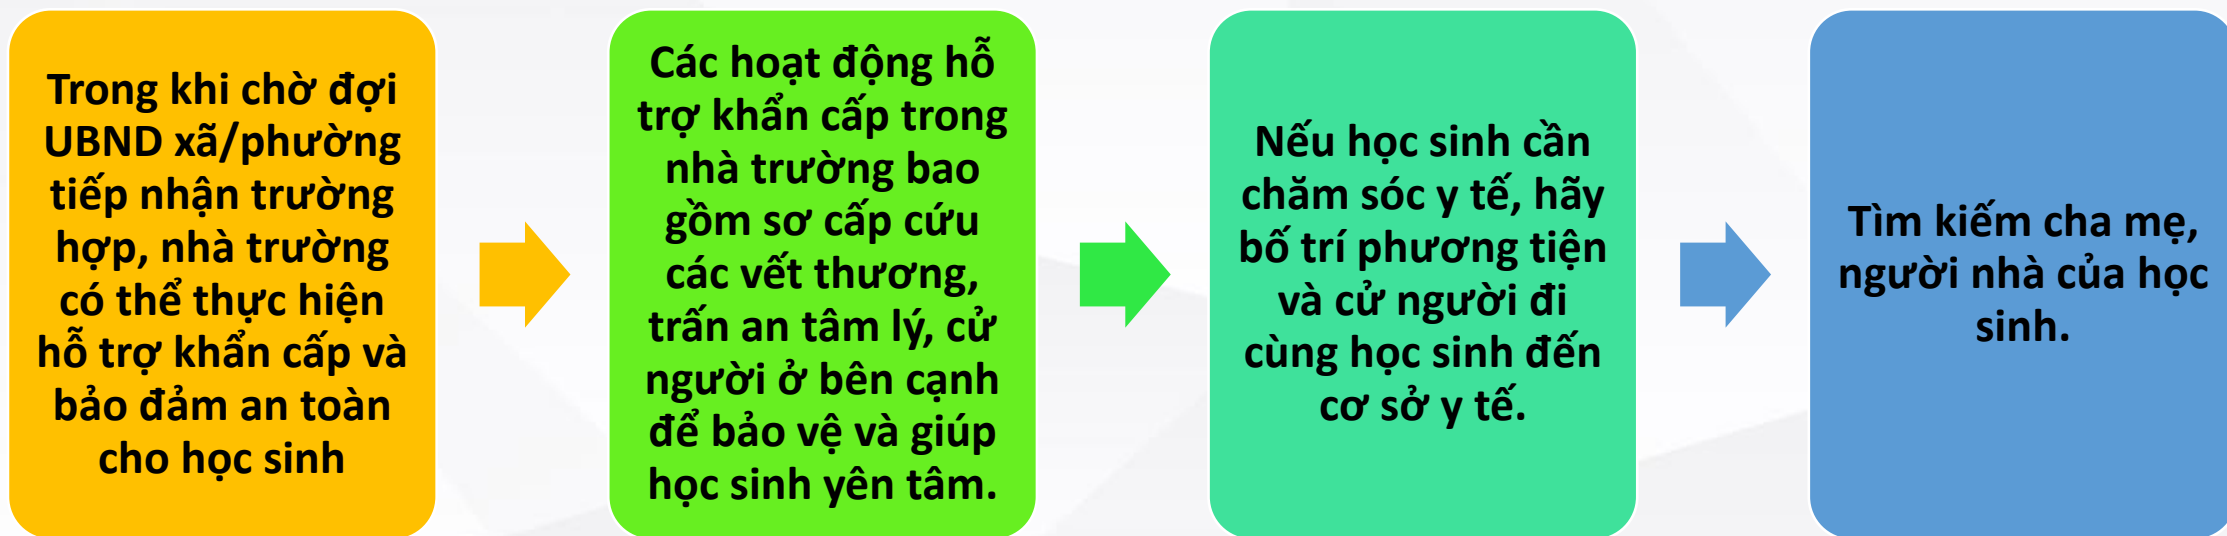 Trong khi chờ đợi
UBND xã/phường
tiếp nhận trường
hợp, nhà trường
có thể thực hiện
hỗ trợ khẩn cấp và
bảo đảm an toàn
cho học sinh
Các hoạt động hỗ
trợ khẩn cấp trong
nhà trường bao
gồm sơ cấp cứu
các vết thương,
trấn an tâm lý, cử
người ở bên cạnh
để bảo vệ và giúp
học sinh yên tâm.
Nếu học sinh cần
chăm sóc y tế, hãy
bố trí phương tiện
và cử người đi
cùng học sinh đến
cơ sở y tế.
Tìm kiếm cha mẹ,
người nhà của học
sinh.